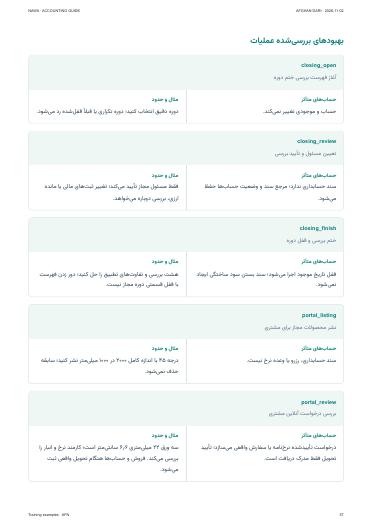 NAWA · ACCOUNTING GUIDE
AFGHAN DARI · 2026-11-02
بهبودهای بررسی‌شده عملیات
closing_open
آغاز فهرست بررسی ختم دوره
حساب‌های متأثر
حساب و موجودی تغییر نمی‌کند.
مثال و حدود
دوره دقیق انتخاب کنید؛ دوره تکراری یا قبلاً قفل‌شده رد می‌شود.
closing_review
تعیین مسئول و تأیید بررسی
حساب‌های متأثر
سند حسابداری ندارد؛ مرجع سند و وضعیت حساب‌ها حفظ
می‌شود.
مثال و حدود
فقط مسئول مجاز تأیید می‌کند؛ تغییر ثبت‌های مالی یا مانده
ارزی، بررسی دوباره می‌خواهد.
closing_finish
ختم بررسی و قفل دوره
حساب‌های متأثر
قفل تاریخ موجود اجرا می‌شود؛ سند بستن سود ساختگی ایجاد
نمی‌شود.
مثال و حدود
هشت بررسی و تفاوت‌های تطبیق را حل کنید؛ دور زدن فهرست
با قفل قسمتی دوره مجاز نیست.
portal_listing
نشر محصولات مجاز برای مشتری
حساب‌های متأثر
سند حسابداری، رزرو یا وعده نرخ نیست.
مثال و حدود
درجه ۴۵ با اندازه کامل ۲۰۰۰ در ۱۰۰۰ میلی‌متر نشر کنید؛ سابقه
حذف نمی‌شود.
portal_review
بررسی درخواست آنلاین مشتری
حساب‌های متأثر
درخواست تأییدشده نرخ‌نامه یا سفارش واقعی می‌سازد؛ تأیید
تحویل فقط مدرک دریافت است.
مثال و حدود
سه ورق ۲۲ میلی‌متری ۶٫۶ سانتی‌متر است؛ کارمند نرخ و انبار را
بررسی می‌کند. فروش و حساب‌ها هنگام تحویل واقعی ثبت
می‌شود.
Training examples · AFN